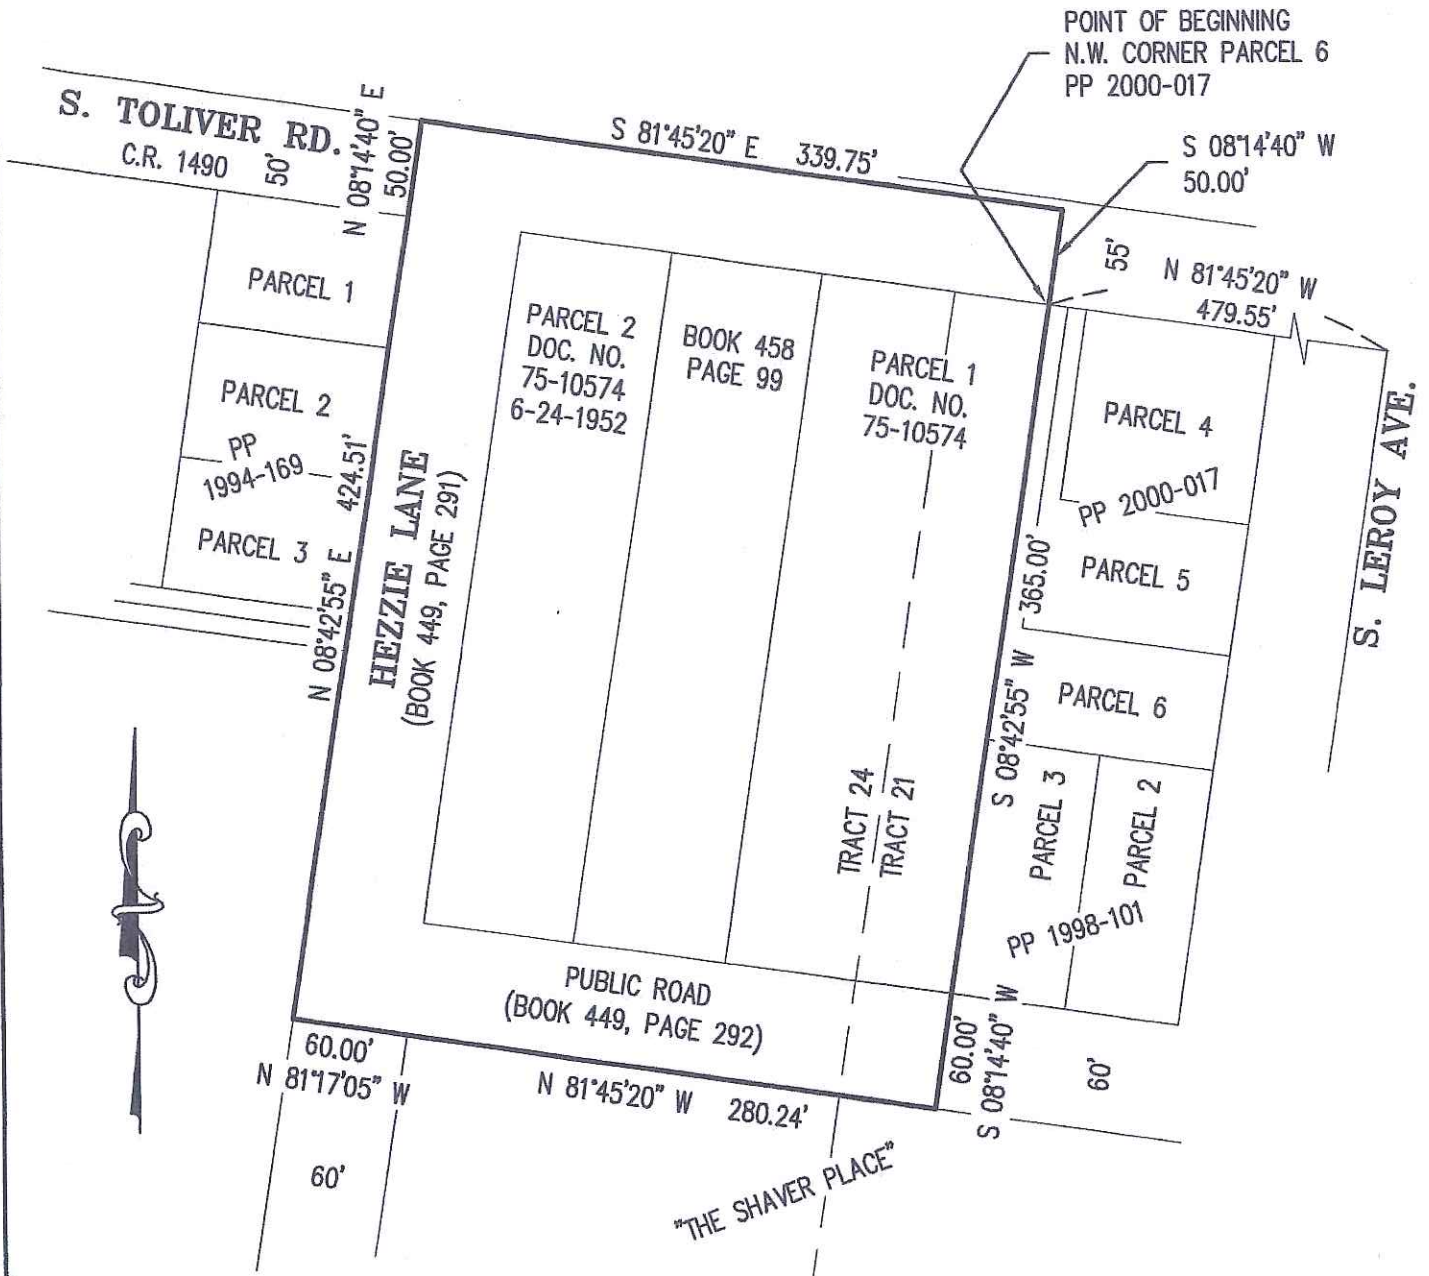 POINT OF BEGINNING
N.W. CORNER PARCEL 6
PP 2000-017
S. TOLIVER RD.
C.R. 1490
50'
N 08°14'40" E
50.00'
S 81°45'20" E 339.75'
S 08°14'40" W
50.00'
55'
N 81°45'20" W
479.55'
PARCEL 1
PARCEL 2
PP
1994-169
PARCEL 3
424.51'
N 08°42'55" E
HEZZIE LANE
(BOOK 449, PAGE 291)
PARCEL 2
DOC. NO.
75-10574
6-24-1952
BOOK 458
PAGE 99
PARCEL 1
DOC. NO.
75-10574
PARCEL 4
PP 2000-017
PARCEL 5
PARCEL 6
S. LEROY AVE.
365.00'
S 08°42'55" W
TRACT 24
TRACT 21
PARCEL 3
PARCEL 2
PP 1998-101
PUBLIC ROAD
(BOOK 449, PAGE 292)
60.00'
S 08°14'40" W
60'
60.00'
N 81°17'05" W
N 81°45'20" W 280.24'
60'
"THE SHAVER PLACE"